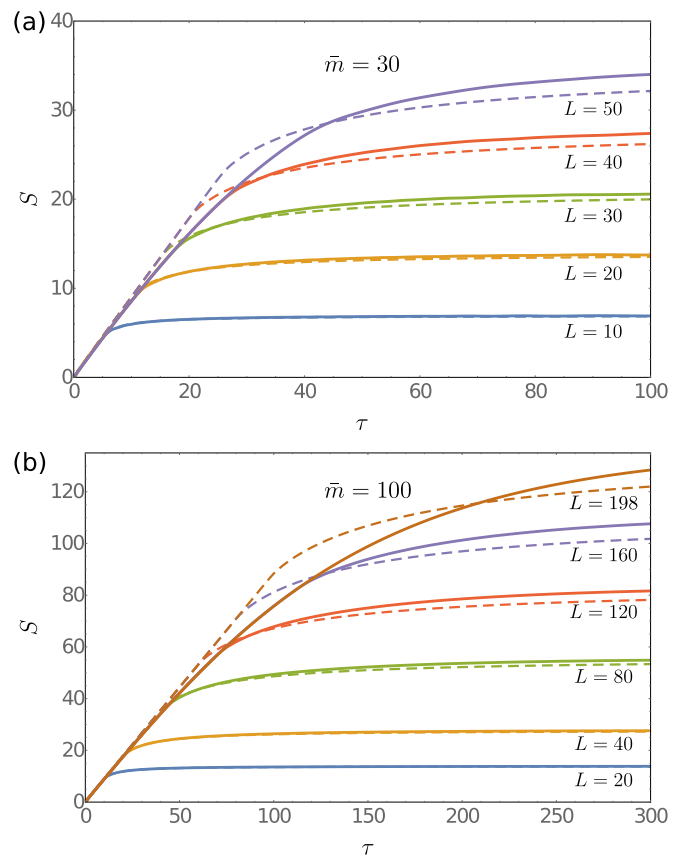 (a)
40
m̄ = 30
30
L = 50
L = 40
S
20
L = 30
L = 20
10
L = 10
0
0 20 40 60 80 100
τ
(b)
120
m̄ = 100
L = 198
100
L = 160
80
L = 120
S
60
L = 80
40
L = 40
20
L = 20
0
0 50 100 150 200 250 300
τ